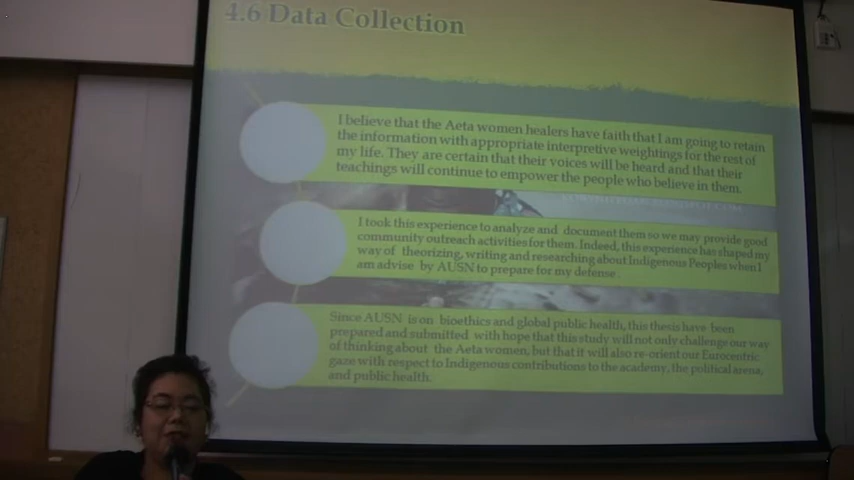 4.6 Data Collection
I believe that the Aeta women healers have faith that I am going to retain
the information with appropriate interpretive weightings for the rest of
my life. They are certain that their voices will be heard and that their
teachings will continue to empower the people who believe in them.
I took this experience to analyze and document them so we may provide good
community outreach activities for them. Indeed, this experience has shaped my
way of theorizing, writing and researching about Indigenous Peoples when I
am advise by AUSN to prepare for my defense.
Since AUSN is on bioethics and global public health, this thesis have been
prepared and submitted with hope that this study will not only challenge our way
of thinking about the Aeta women, but that it will also re-orient our Eurocentric
gaze with respect to Indigenous contributions to the academy, the political arena,
and public health.